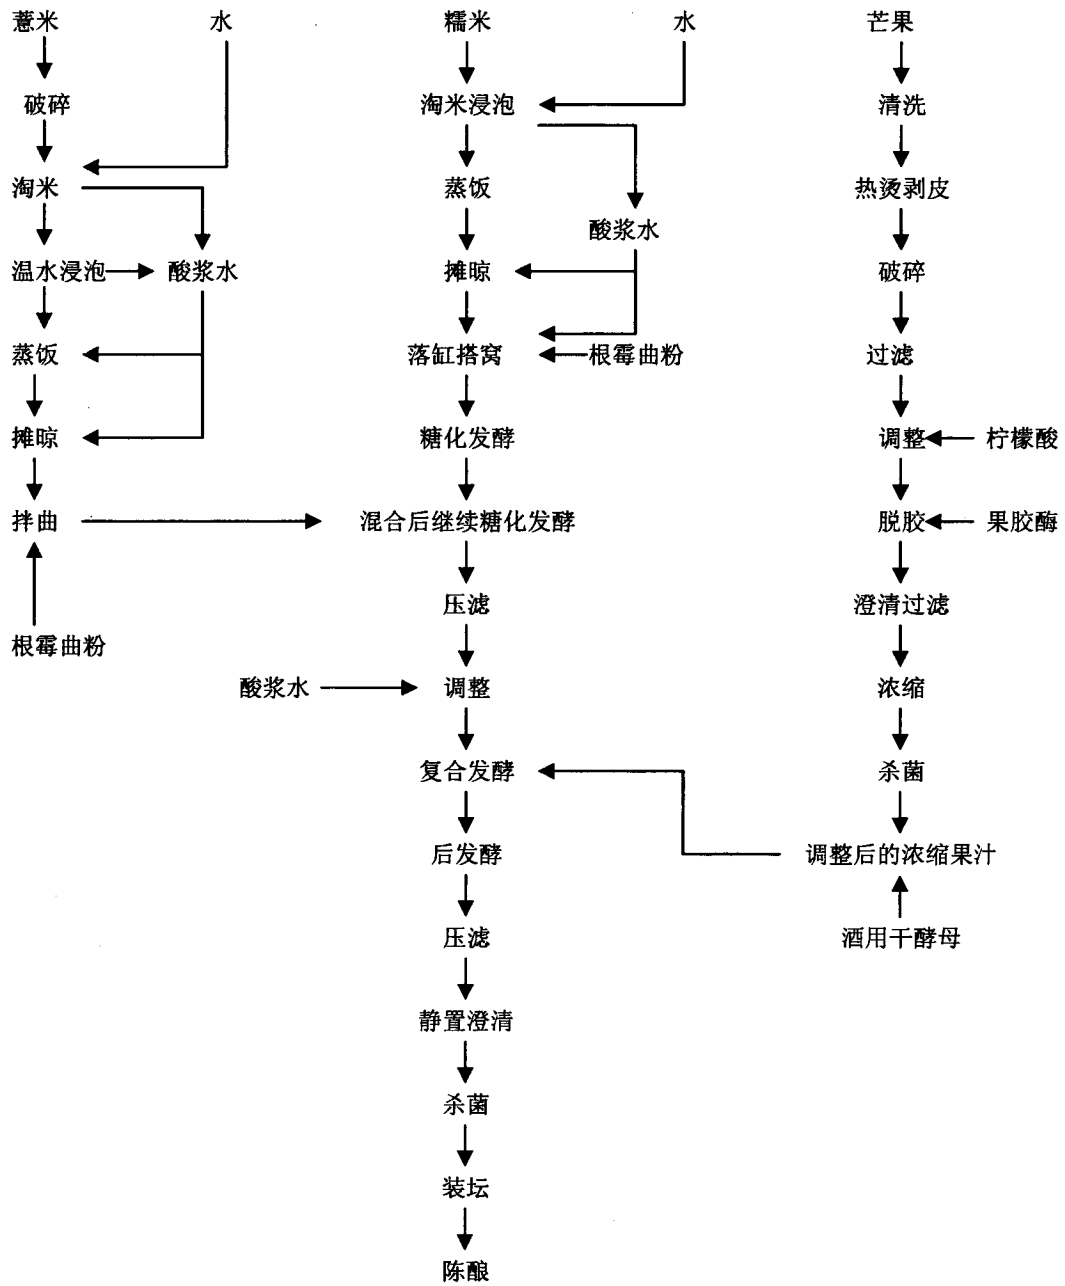 薏米 水 糯米 水 芒果
破碎 淘米浸泡 清洗
淘米 蒸饭 热烫剥皮
酸浆水
温水浸泡 酸浆水 摊晾 破碎
蒸饭 落缸搭窝 根霉曲粉 过滤
摊晾 糖化发酵 调整 柠檬酸
拌曲 混合后继续糖化发酵 脱胶 果胶酶
压滤 澄清过滤
根霉曲粉
酸浆水 调整 浓缩
复合发酵 杀菌
后发酵 调整后的浓缩果汁
压滤 酒用干酵母
静置澄清
杀菌
装坛
陈酿